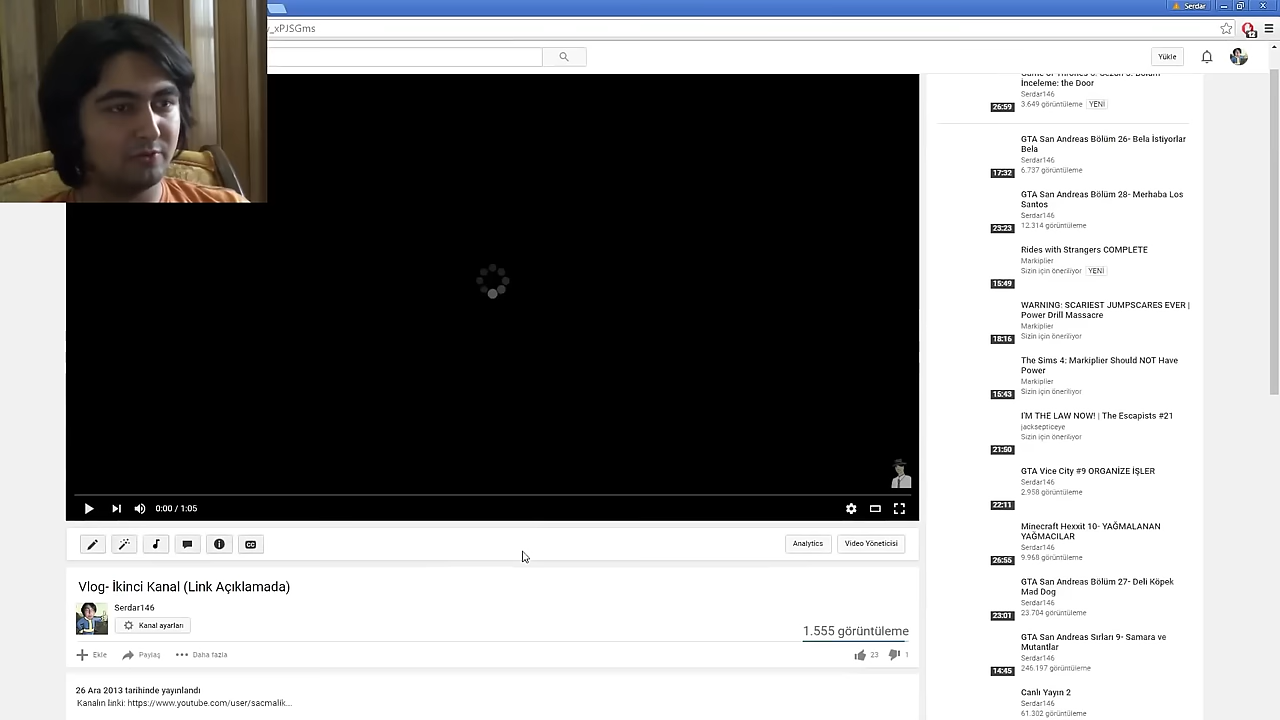 Serdar
_xPJSGms
12
Yükle
Inceleme: the Door
Serdar146
3.649 görüntüleme YENİ
26:59
GTA San Andreas Bölüm 26- Bela İstiyorlar
Bela
Serdar146
6.737 görüntüleme
17:32
GTA San Andreas Bölüm 28- Merhaba Los
Santos
Serdar146
12.314 görüntüleme
23:23
Rides with Strangers COMPLETE
Markiplier
Sizin için öneriliyor YENİ
15:49
WARNING: SCARIEST JUMPSCARES EVER |
Power Drill Massacre
Markiplier
Sizin için öneriliyor
18:16
The Sims 4: Markiplier Should NOT Have
Power
Markiplier
Sizin için öneriliyor
15:43
I'M THE LAW NOW! | The Escapists #21
jacksepticeye
Sizin için öneriliyor
21:50
GTA Vice City #9 ORGANİZE İŞLER
Serdar146
2.958 görüntüleme
22:11
Minecraft Hexxit 10- YAĞMALANAN
YAĞMACILAR
Serdar146
9.968 görüntüleme
26:55
GTA San Andreas Bölüm 27- Deli Köpek
Mad Dog
Serdar146
23.704 görüntüleme
23:01
GTA San Andreas Sırları 9- Samara ve
Mutantlar
Serdar146
246.197 görüntüleme
14:45
Canlı Yayın 2
Serdar146
61.302 görüntüleme
0:00 / 1:05
Analytics
Video Yöneticisi
Vlog- İkinci Kanal (Link Açıklamada)
Serdar146
Kanal ayarları
1.555 görüntüleme
Ekle
Paylaş
Daha fazla
23
1
26 Ara 2013 tarihinde yayınlandı
Kanalın linki: https://www.youtube.com/user/sacmalik...